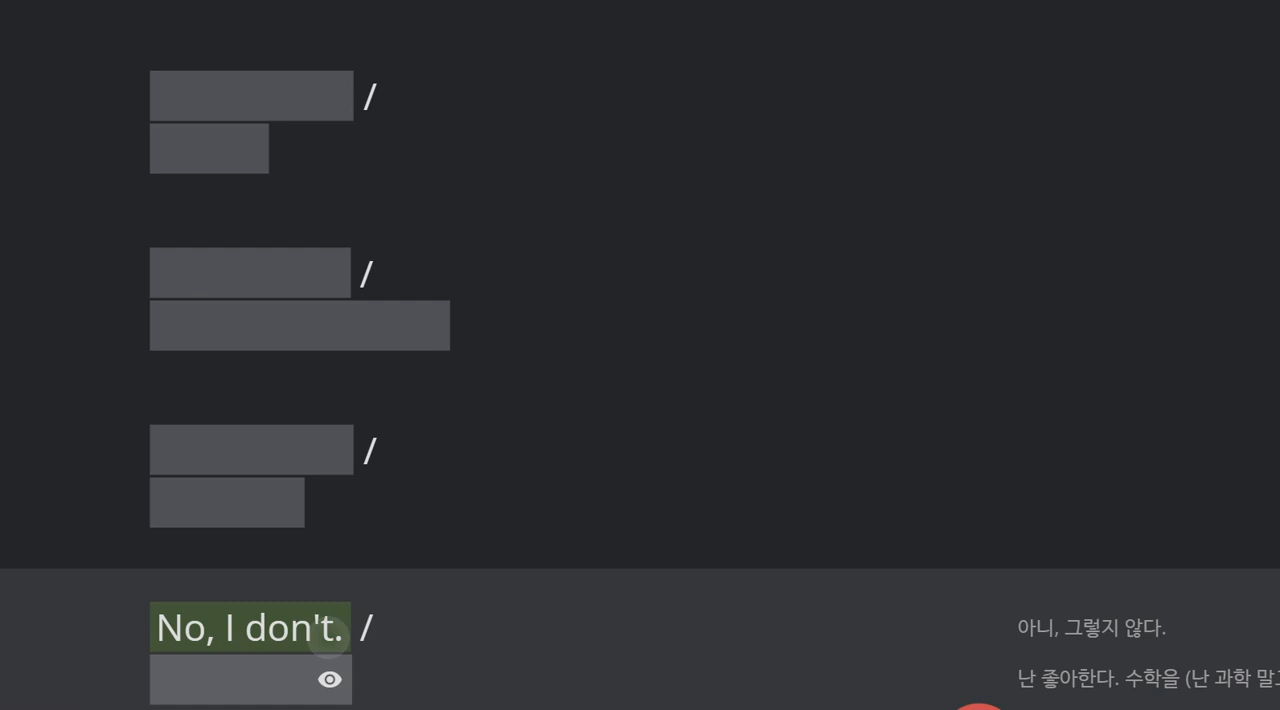 /
/
/
No, I don't. /
아니, 그렇지 않다.
난 좋아한다. 수학을 (난 과학 말고